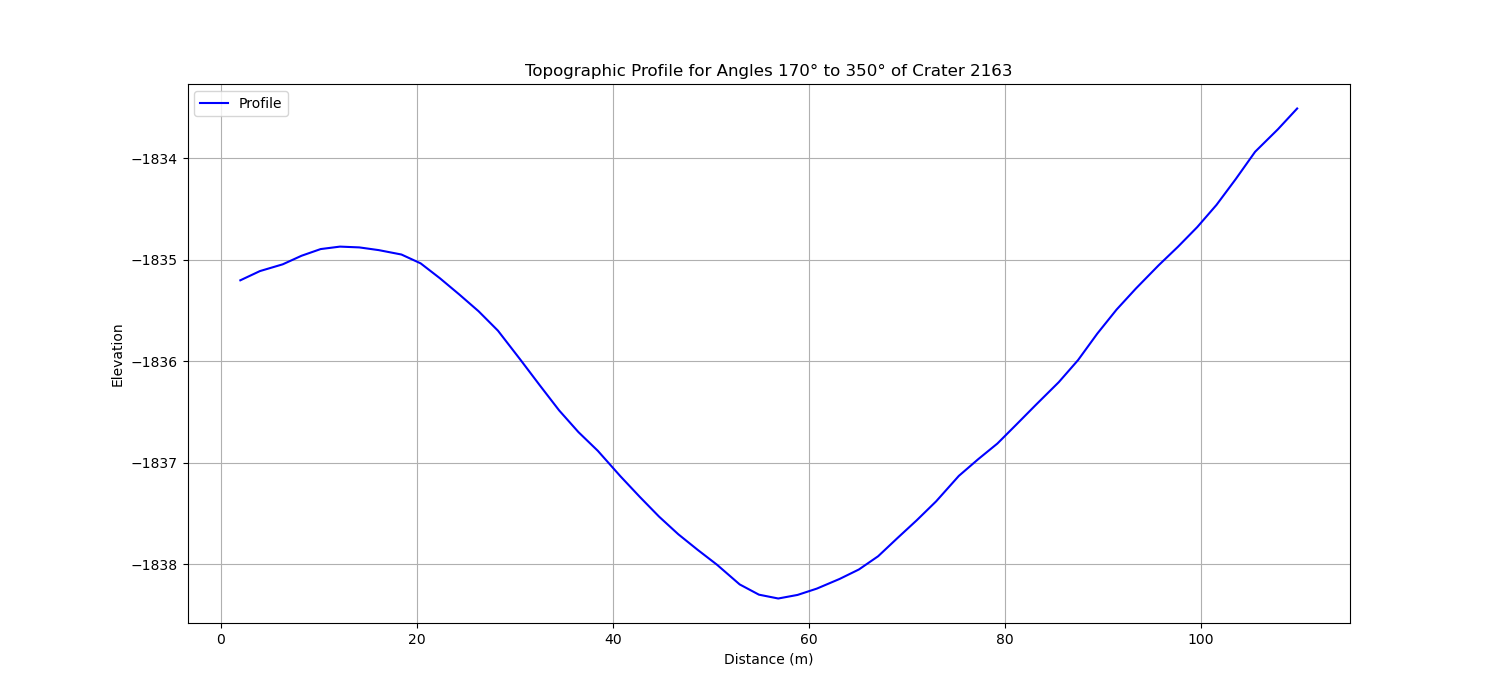 Topographic Profile for Angles 170° to 350° of Crater 2163
Profile
−1834
−1835
−1836
−1837
−1838
Elevation
0 20 40 60 80 100
Distance (m)